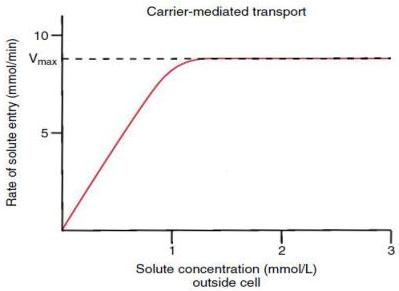 Carrier-mediated transport
Rate of solute entry (mmol/min)
10
Vmax
5
1
2
3
Solute concentration (mmol/L)
outside cell